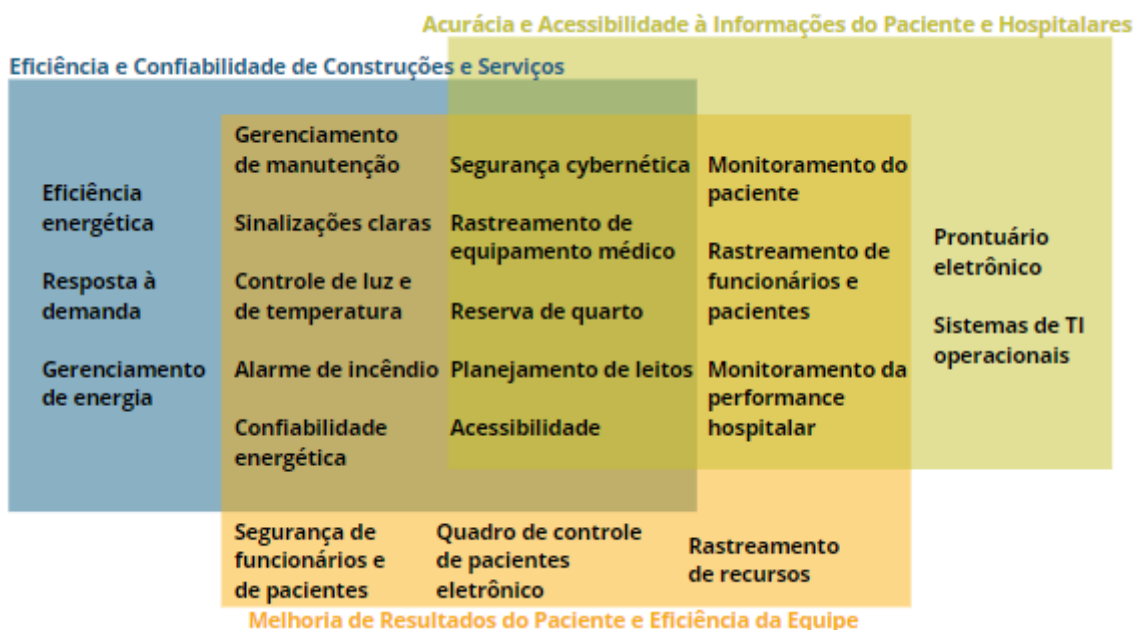 Acurácia e Acessibilidade à Informações do Paciente e Hospitalares
Eficiência e Confiabilidade de Construções e Serviços
Eficiência
energética
Resposta à
demanda
Gerenciamento
de energia
Gerenciamento
de manutenção
Sinalizações claras
Controle de luz e
de temperatura
Alarme de incêndio
Confiabilidade
energética
Segurança cybernética
Rastreamento de
equipamento médico
Reserva de quarto
Planejamento de leitos
Acessibilidade
Monitoramento do
paciente
Rastreamento de
funcionários e
pacientes
Monitoramento da
performance
hospitalar
Prontuário
eletrônico
Sistemas de TI
operacionais
Segurança de
funcionários e
de pacientes
Quadro de controle
de pacientes
eletrônico
Rastreamento
de recursos
Melhoria de Resultados do Paciente e Eficiência da Equipe